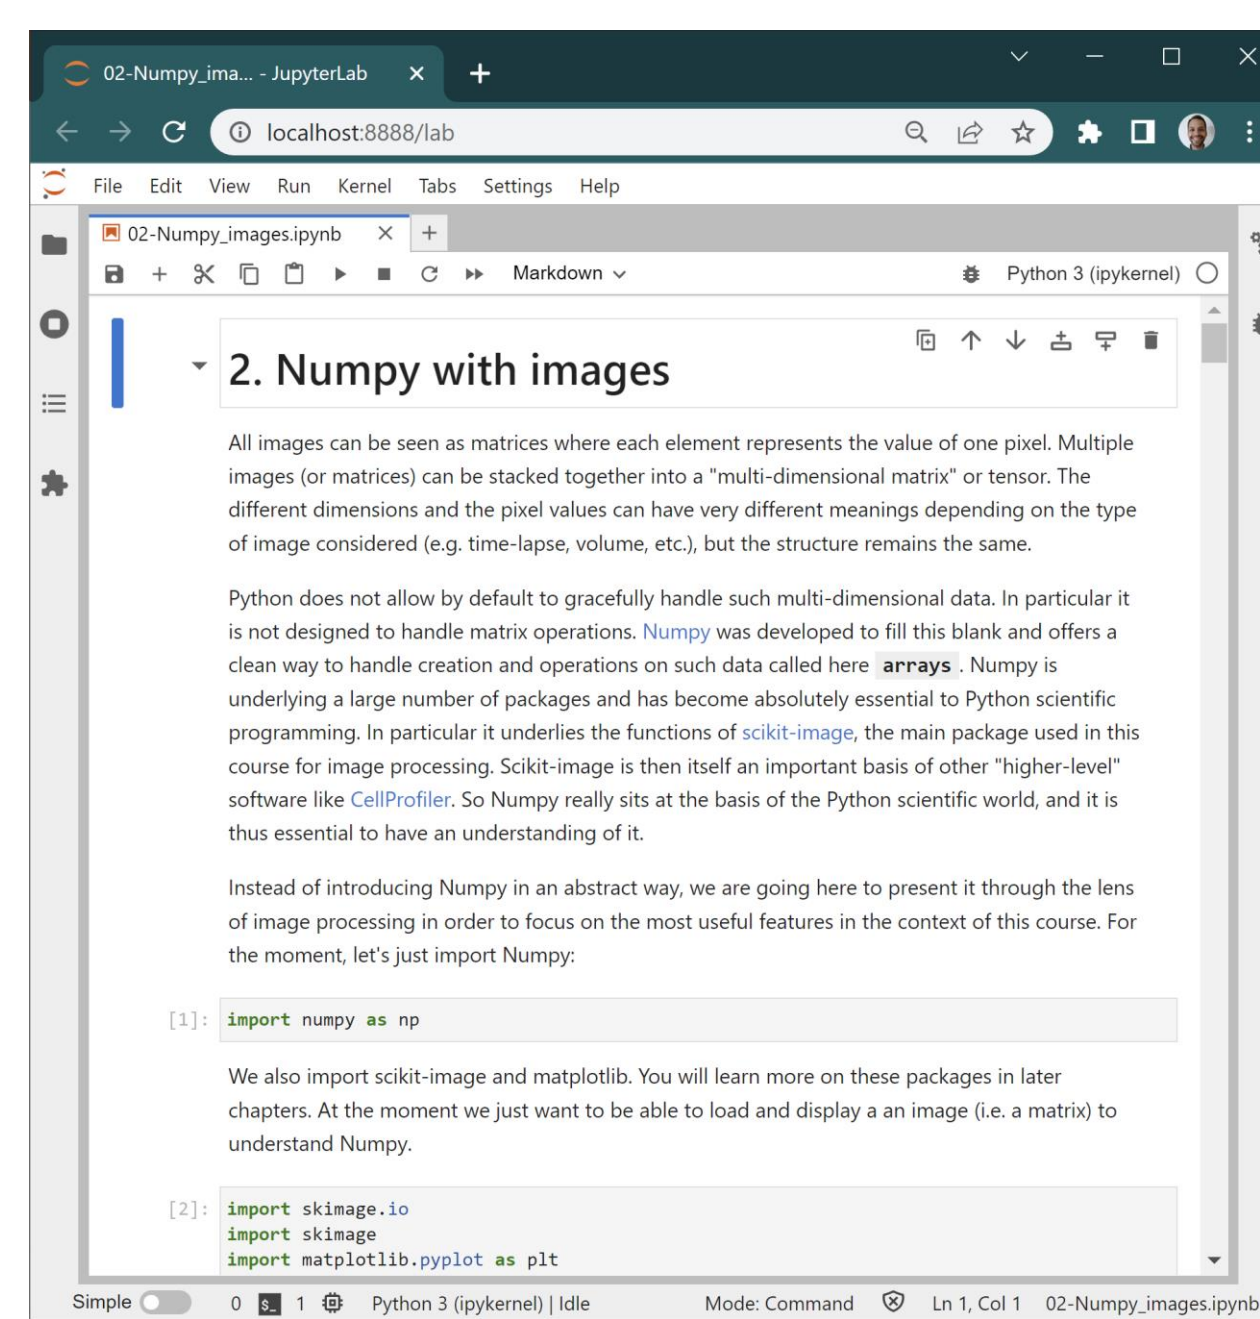 02-Numpy_ima... - JupyterLab
localhost:8888/lab
File Edit View Run Kernel Tabs Settings Help
02-Numpy_images.ipynb
Markdown
Python 3 (ipykernel)
2. Numpy with images
All images can be seen as matrices where each element represents the value of one pixel. Multiple
images (or matrices) can be stacked together into a "multi-dimensional matrix" or tensor. The
different dimensions and the pixel values can have very different meanings depending on the type
of image considered (e.g. time-lapse, volume, etc.), but the structure remains the same.
Python does not allow by default to gracefully handle such multi-dimensional data. In particular it
is not designed to handle matrix operations. Numpy was developed to fill this blank and offers a
clean way to handle creation and operations on such data called here arrays . Numpy is
underlying a large number of packages and has become absolutely essential to Python scientific
programming. In particular it underlies the functions of scikit-image, the main package used in this
course for image processing. Scikit-image is then itself an important basis of other "higher-level"
software like CellProfiler. So Numpy really sits at the basis of the Python scientific world, and it is
thus essential to have an understanding of it.
Instead of introducing Numpy in an abstract way, we are going here to present it through the lens
of image processing in order to focus on the most useful features in the context of this course. For
the moment, let's just import Numpy:
[1]: import numpy as np
We also import scikit-image and matplotlib. You will learn more on these packages in later
chapters. At the moment we just want to be able to load and display a an image (i.e. a matrix) to
understand Numpy.
[2]: import skimage.io
import skimage
import matplotlib.pyplot as plt
Simple 0 $_ 1 Python 3 (ipykernel) | Idle Mode: Command Ln 1, Col 1 02-Numpy_images.ipynb